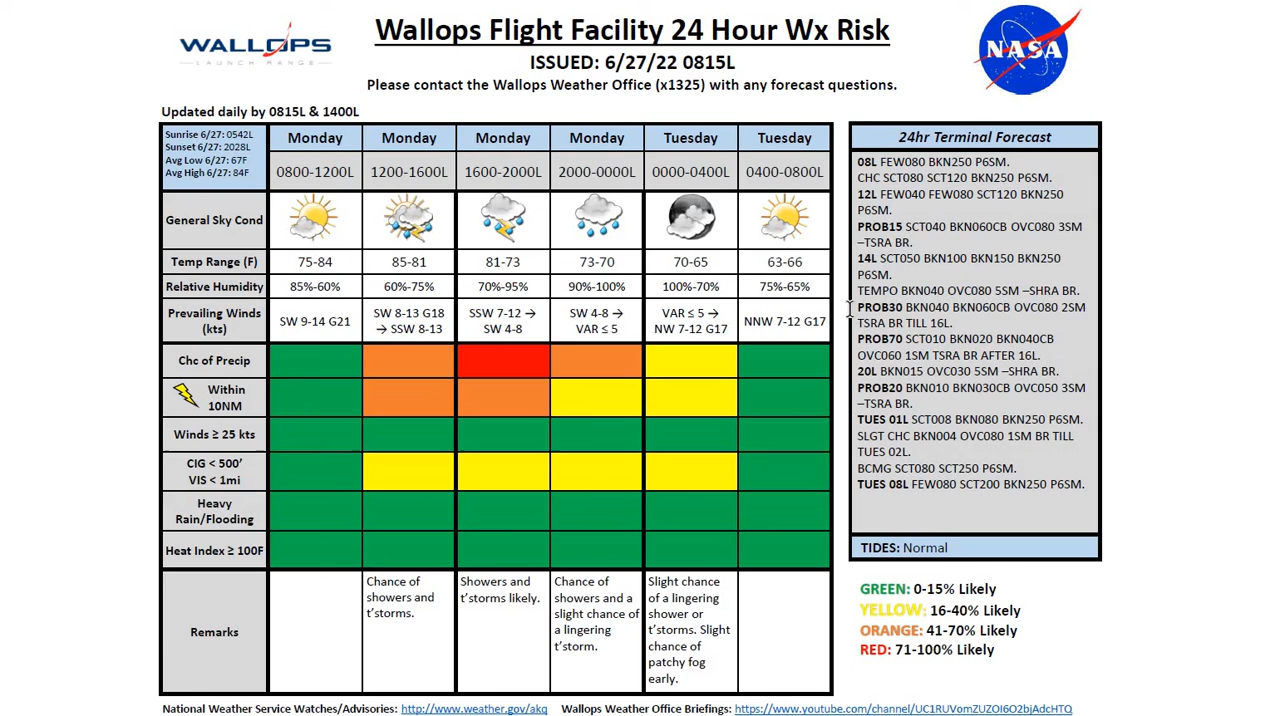 WALLOPS
LAUNCH RANGE
Wallops Flight Facility 24 Hour Wx Risk
NASA
ISSUED: 6/27/22 0815L
Please contact the Wallops Weather Office (x1325) with any forecast questions.
Updated daily by 0815L & 1400L
Sunrise 6/27: 0542L
Sunset 6/27: 2028L
Avg Low 6/27: 67F
Avg High 6/27: 84F
Monday Monday Monday Monday Tuesday Tuesday
0800-1200L 1200-1600L 1600-2000L 2000-0000L 0000-0400L 0400-0800L
General Sky Cond
Temp Range (F) 75-84 85-81 81-73 73-70 70-65 63-66
Relative Humidity 85%-60% 60%-75% 70%-95% 90%-100% 100%-70% 75%-65%
Prevailing Winds
(kts)
SW 9-14 G21
SW 8-13 G18
→ SSW 8-13
SSW 7-12 →
SW 4-8
SW 4-8 →
VAR ≤ 5
VAR ≤ 5 →
NW 7-12 G17
NNW 7-12 G17
Chc of Precip
Within
10NM
Winds ≥ 25 kts
CIG < 500’
VIS < 1mi
Heavy
Rain/Flooding
Heat Index ≥ 100F
Remarks
Chance of
showers and
t’storms.
Showers and
t’storms likely.
Chance of
showers and a
slight chance of
a lingering
t’storm.
Slight chance
of a lingering
shower or
t’storms. Slight
chance of
patchy fog
early.
24hr Terminal Forecast
08L FEW080 BKN250 P6SM.
CHC SCT080 SCT120 BKN250 P6SM.
12L FEW040 FEW080 SCT120 BKN250
P6SM.
PROB15 SCT040 BKN060CB OVC080 3SM
–TSRA BR.
14L SCT050 BKN100 BKN150 BKN250
P6SM.
TEMPO BKN040 OVC080 5SM –SHRA BR.
PROB30 BKN040 BKN060CB OVC080 2SM
TSRA BR TILL 16L.
PROB70 SCT010 BKN020 BKN040CB
OVC060 1SM TSRA BR AFTER 16L.
20L BKN015 OVC030 5SM –SHRA BR.
PROB20 BKN010 BKN030CB OVC050 3SM
–TSRA BR.
TUES 01L SCT008 BKN080 BKN250 P6SM.
SLGT CHC BKN004 OVC080 1SM BR TILL
TUES 02L.
BCMG SCT080 SCT250 P6SM.
TUES 08L FEW080 SCT200 BKN250 P6SM.
TIDES: Normal
GREEN: 0-15% Likely
YELLOW: 16-40% Likely
ORANGE: 41-70% Likely
RED: 71-100% Likely
National Weather Service Watches/Advisories: http://www.weather.gov/akq Wallops Weather Office Briefings: https://www.youtube.com/channel/UC1RUVomZUZOI6O2bjAdcHTQ